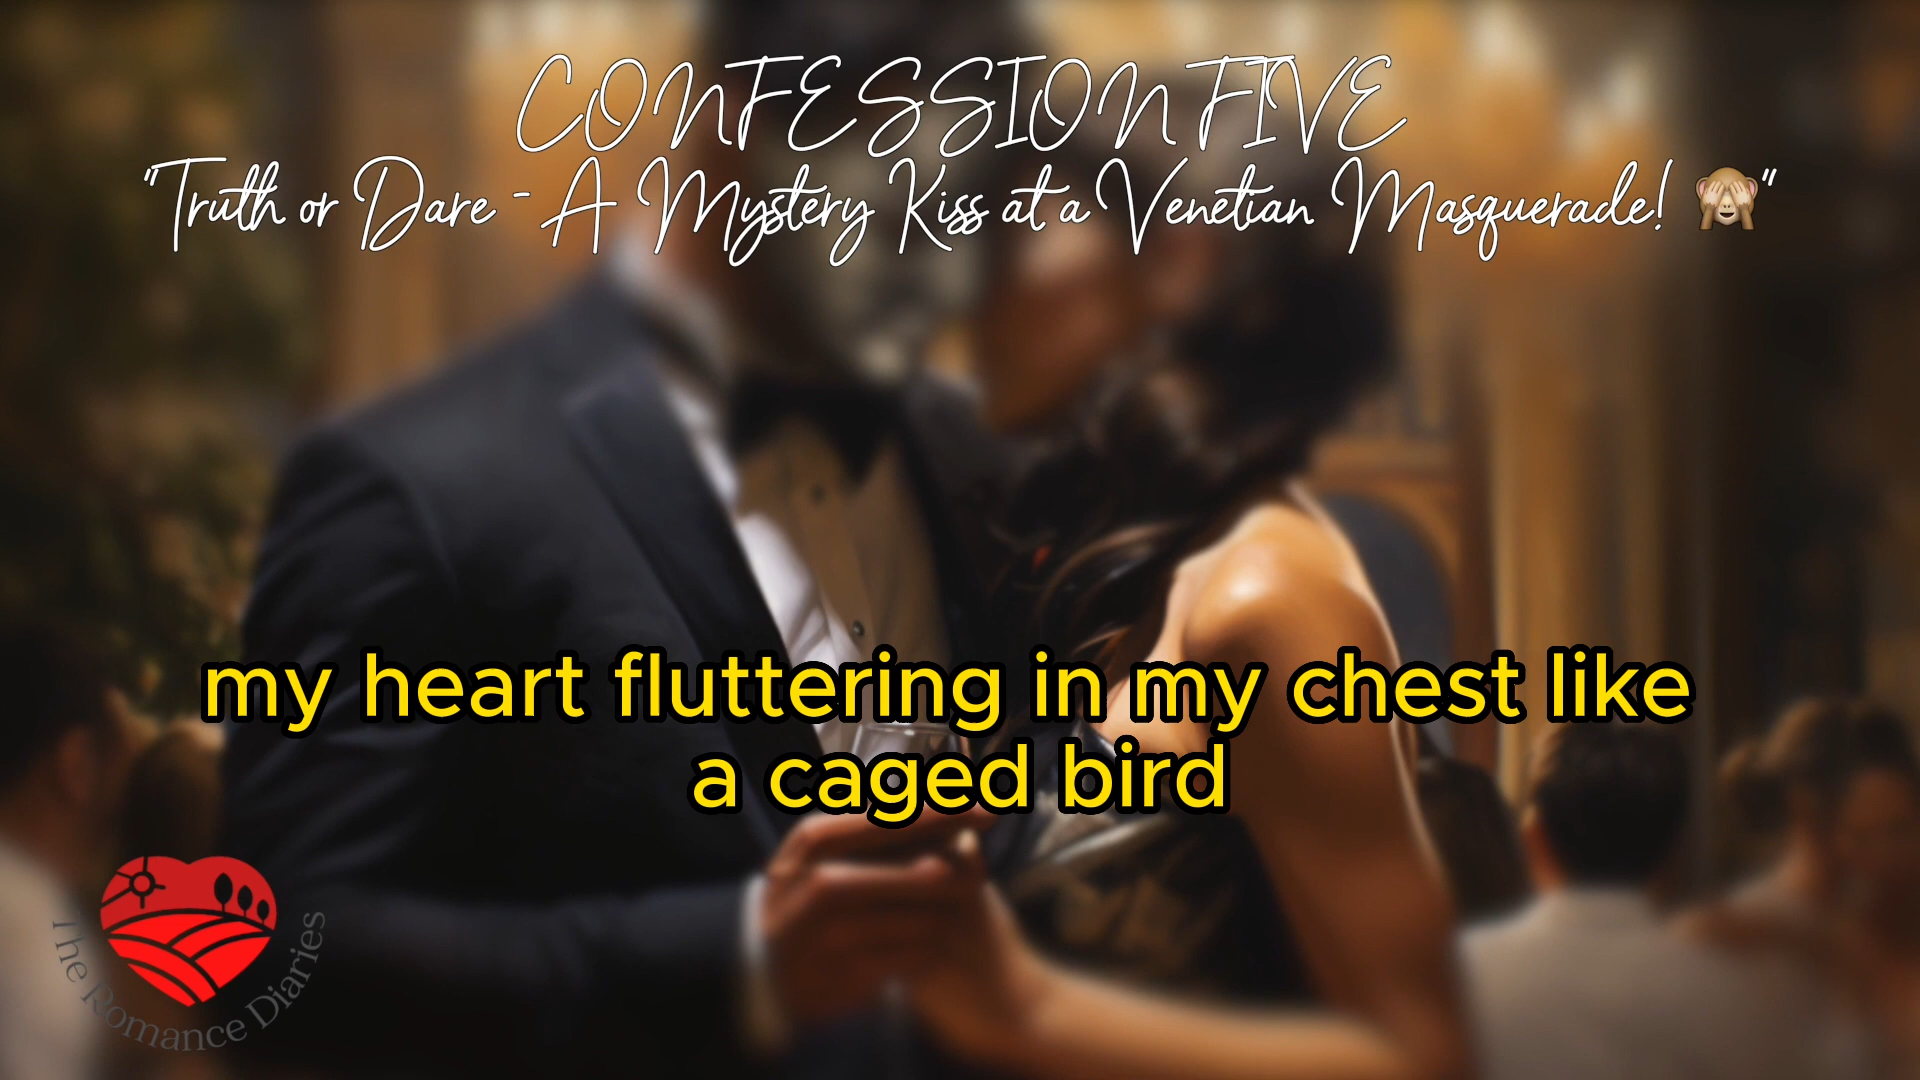 CONFESSION FIVE
"Truth or Dare - A Mystery Kiss at a Venetian Masquerade! 🙈"
my heart fluttering in my chest like
a caged bird
The Romance Diaries